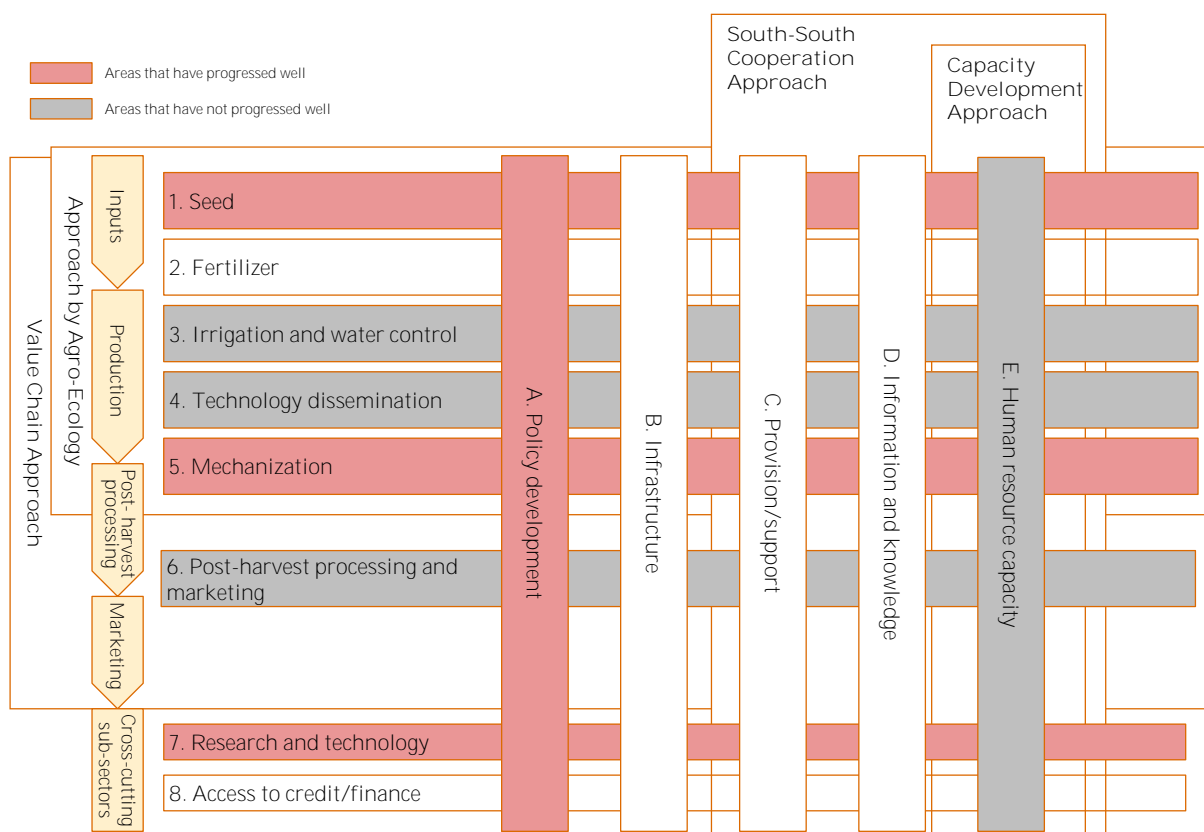 Areas that have progressed well
Areas that have not progressed well
South-South
Cooperation
Approach
Capacity
Development
Approach
Value Chain Approach
Approach by Agro-Ecology
Inputs
Production
Post- harvest
processing
Marketing
Cross-cutting
sub-sectors
1. Seed
2. Fertilizer
3. Irrigation and water control
4. Technology dissemination
5. Mechanization
6. Post-harvest processing and
marketing
7. Research and technology
8. Access to credit/finance
A. Policy development
B. Infrastructure
C. Provision/support
D. Information and knowledge
E. Human resource capacity